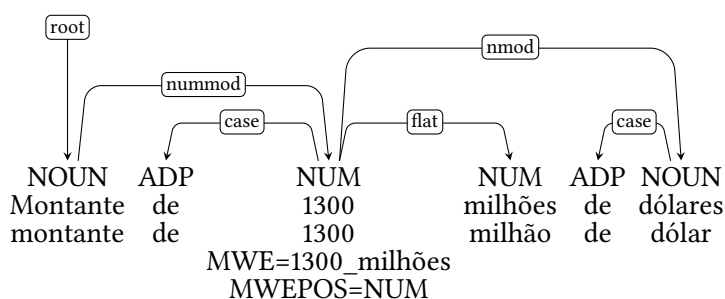 root
nmod
nummod
case flat case
NOUN ADP NUM NUM ADP NOUN
Montante de 1300 milhões de dólares
montante de 1300 milhão de dólar
MWE=1300_milhões
MWEPOS=NUM